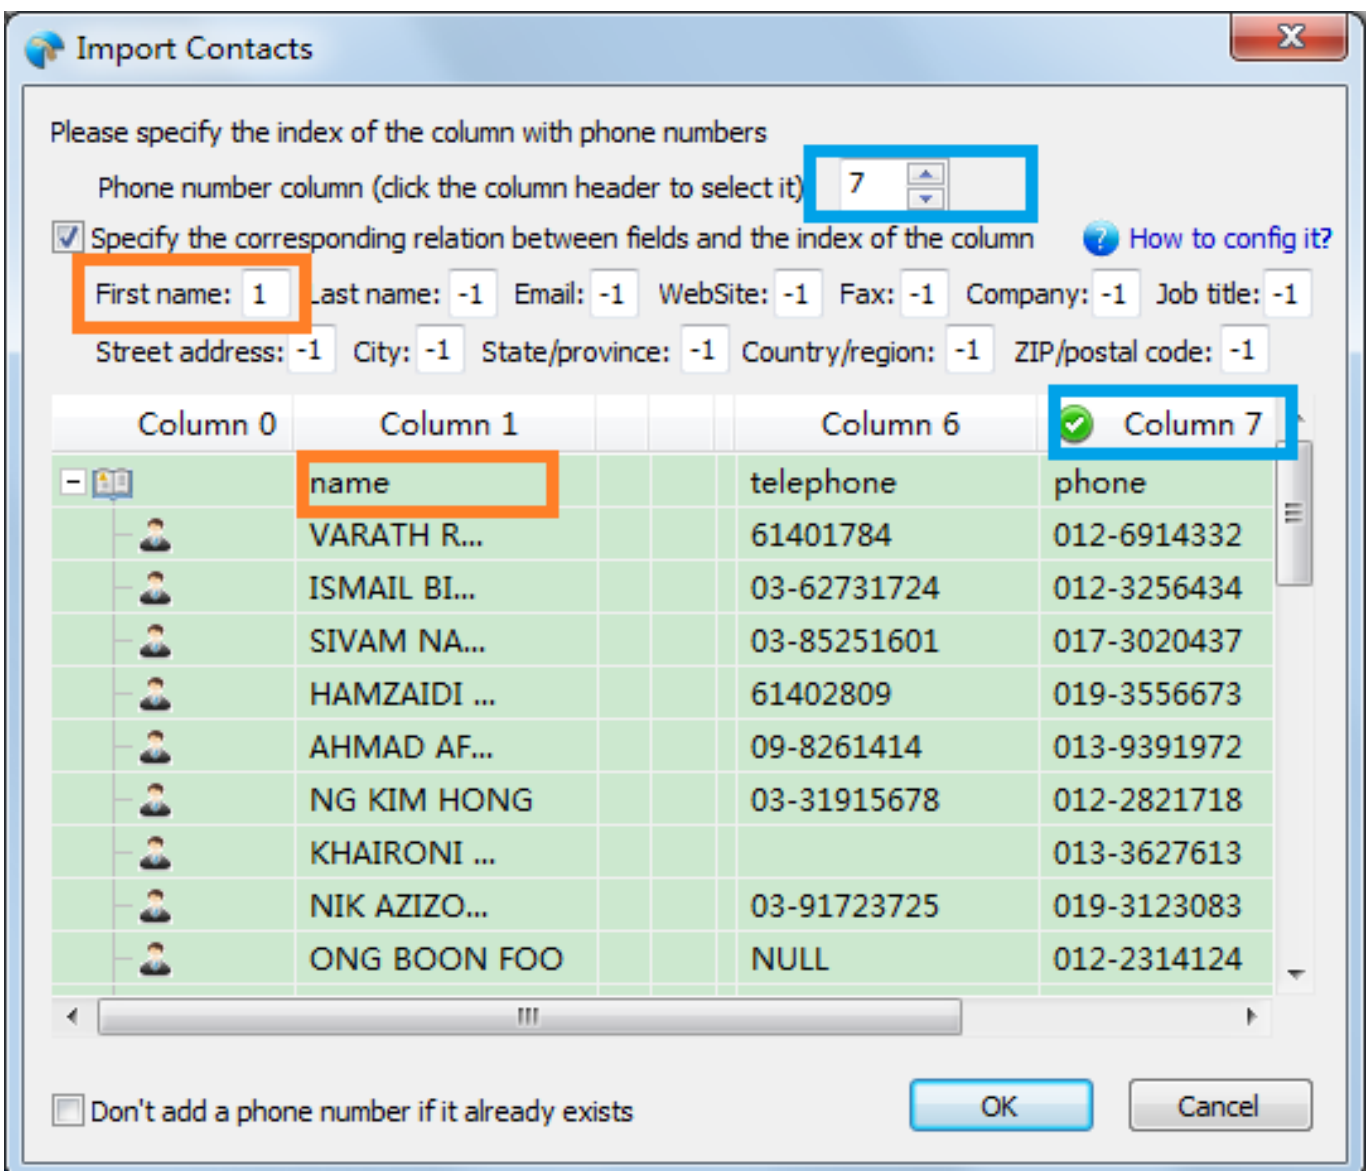 Import Contacts
Please specify the index of the column with phone numbers
Phone number column (click the column header to select it) 7
Specify the corresponding relation between fields and the index of the column How to config it?
First name: 1 Last name: -1 Email: -1 WebSite: -1 Fax: -1 Company: -1 Job title: -1
Street address: -1 City: -1 State/province: -1 Country/region: -1 ZIP/postal code: -1
Column 0 Column 1 Column 6 Column 7
name telephone phone
VARATH R... 61401784 012-6914332
ISMAIL BI... 03-62731724 012-3256434
SIVAM NA... 03-85251601 017-3020437
HAMZAIDI ... 61402809 019-3556673
AHMAD AF... 09-8261414 013-9391972
NG KIM HONG 03-31915678 012-2821718
KHAIRONI ... 013-3627613
NIK AZIZO... 03-91723725 019-3123083
ONG BOON FOO NULL 012-2314124
Don't add a phone number if it already exists OK Cancel